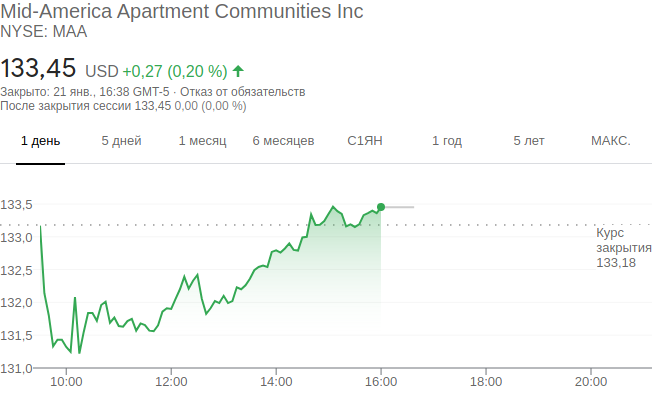 Mid-America Apartment Communities Inc
NYSE: MAA
133,45 USD +0,27 (0,20 %)
Закрыто: 21 янв., 16:38 GMT-5 · Отказ от обязательств
После закрытия сессии 133,45 0,00 (0,00 %)
1 день 5 дней 1 месяц 6 месяцев С1ЯН 1 год 5 лет МАКС.
133,5
133,0
132,5
132,0
131,5
131,0
Курс
закрытия
133,18
10:00 12:00 14:00 16:00 18:00 20:00